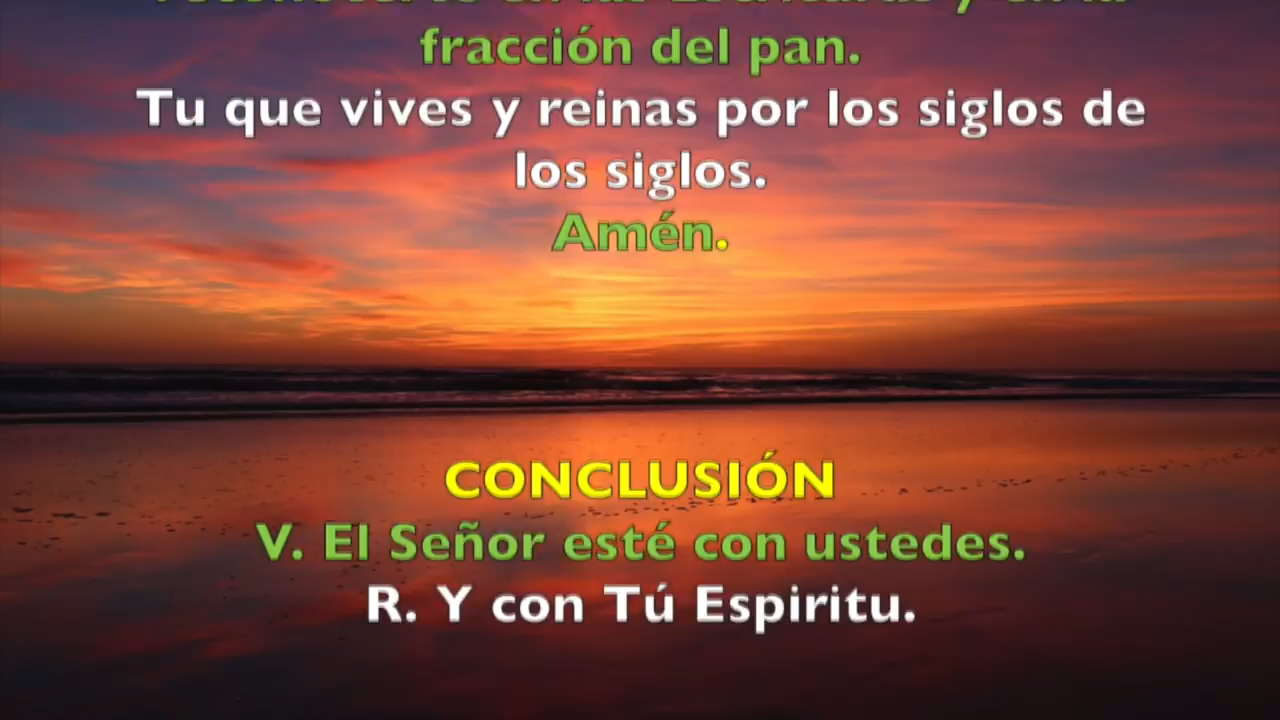 fracción del pan.
Tu que vives y reinas por los siglos de
los siglos.
Amén.
CONCLUSIÓN
V. El Señor esté con ustedes.
R. Y con Tú Espiritu.